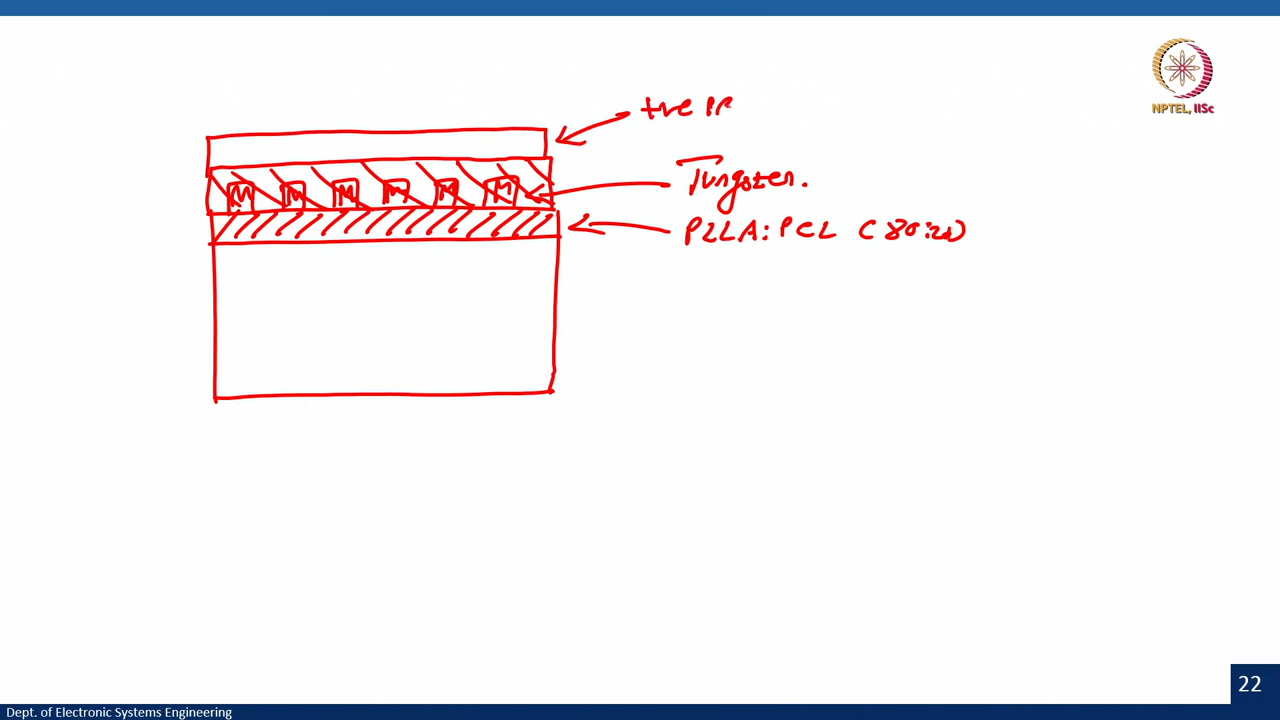 NPTEL, IISc
+ve PR
Tungsten.
M M M M M M
PLLA:PCL (80:20)
22
Dept. of Electronic Systems Engineering